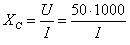 X_C = U/I = 50·1000/I